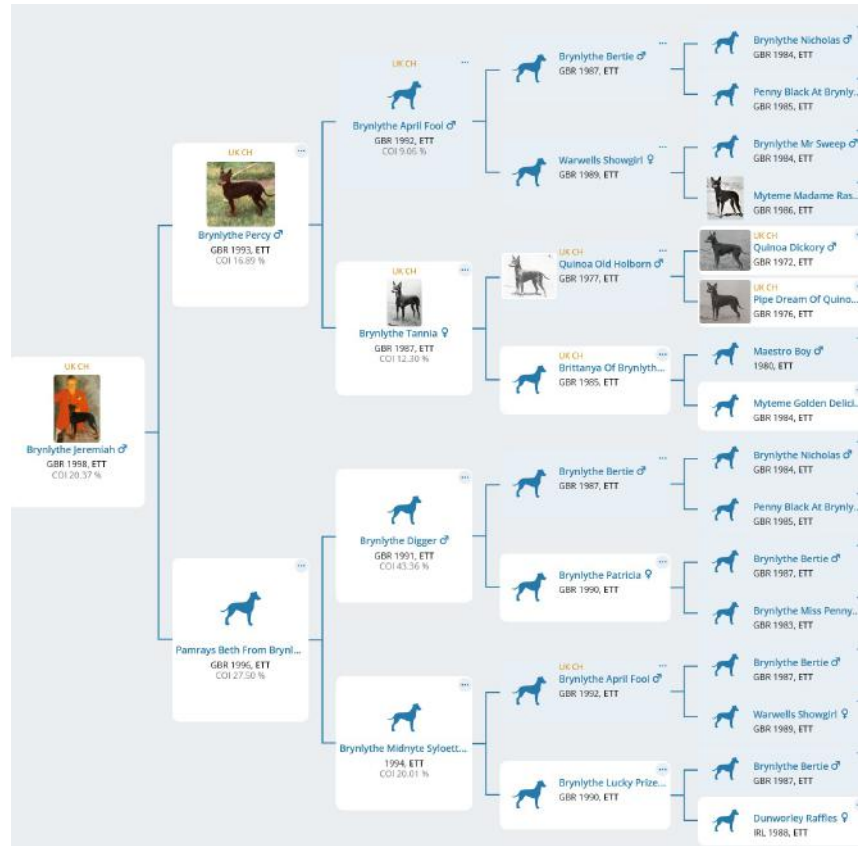 UK CH
Brynlythe Jeremiah ♂
GBR 1998, ETT
COI 20.37 %
UK CH
Brynlythe Percy ♂
GBR 1993, ETT
COI 16.89 %
Pamrays Beth From Brynl...
GBR 1996, ETT
COI 27.50 %
UK CH
Brynlythe April Fool ♂
GBR 1992, ETT
COI 9.06 %
UK CH
Brynlythe Tannia ♀
GBR 1987, ETT
COI 12.30 %
Brynlythe Digger ♂
GBR 1991, ETT
COI 43.36 %
Brynlythe Midnyte Syloett...
1994, ETT
COI 20.01 %
Brynlythe Bertie ♂
GBR 1987, ETT
Warwells Showgirl ♀
GBR 1989, ETT
UK CH
Quinoa Old Holborn ♂
GBR 1977, ETT
UK CH
Brittanya Of Brynlyth...
GBR 1985, ETT
Brynlythe Bertie ♂
GBR 1987, ETT
Brynlythe Patricia ♀
GBR 1990, ETT
UK CH
Brynlythe April Fool ♂
GBR 1992, ETT
Brynlythe Lucky Prize...
GBR 1990, ETT
Brynlythe Nicholas ♂
GBR 1984, ETT
Penny Black At Brynly...
GBR 1985, ETT
Brynlythe Mr Sweep ♂
GBR 1984, ETT
Myteme Madame Ras...
GBR 1986, ETT
UK CH
Quinoa Dickory ♂
GBR 1972, ETT
UK CH
Pipe Dream Of Quino...
GBR 1976, ETT
Maestro Boy ♂
1980, ETT
Myteme Golden Delici...
GBR 1984, ETT
Brynlythe Nicholas ♂
GBR 1984, ETT
Penny Black At Brynly...
GBR 1985, ETT
Brynlythe Bertie ♂
GBR 1987, ETT
Brynlythe Miss Penny...
GBR 1983, ETT
Brynlythe Bertie ♂
GBR 1987, ETT
Warwells Showgirl ♀
GBR 1989, ETT
Brynlythe Bertie ♂
GBR 1987, ETT
Dunworley Raffles ♀
IRL 1988, ETT